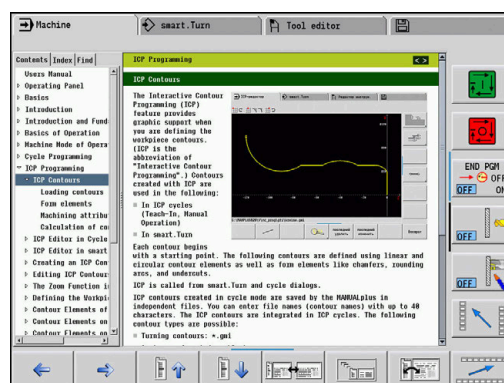 Machine
smart.Turn
Tool editor
Contents
Index
Find
Users Manual
Operating Panel
Basics
Introduction
Introduction and Fund
Basics of Operation
Machine Mode of Opera
Cycle Programming
ICP Programming
ICP Contours
Loading contours
Form elements
Machining attribu
Calculation of co
ICP Editor in Cycle
ICP Editor in smart
Creating an ICP Con
Editing ICP Contour
The Zoom Function i
Defining the Workpi
Contour Elements of
Contour Elements on
Contour Elements on
ICP Programming
ICP Contours
The Interactive Contour
Programming (ICP)
feature provides
graphic support when
you are defining the
workpiece contours.
(ICP is the
abbreviation of
"Interactive Contour
Programming".) Contours
created with ICP are
used in the following:
In ICP cycles
(Teach-In, Manual
Operation)
In smart.Turn
Each contour begins
with a starting point. The following contours are defined using linear and
circular contour elements as well as form elements like chamfers, rounding
arcs, and undercuts.
ICP is called from smart.Turn and cycle dialogs.
ICP contours created in cycle mode are saved by the MANUALplus in
independent files. You can enter file names (contour names) with up to 40
characters. The ICP contours are integrated in ICP cycles. The following
contour types are possible:
Turning contours: *.gmi
END PGM
OFF
OFF
ON
OFF
OFF